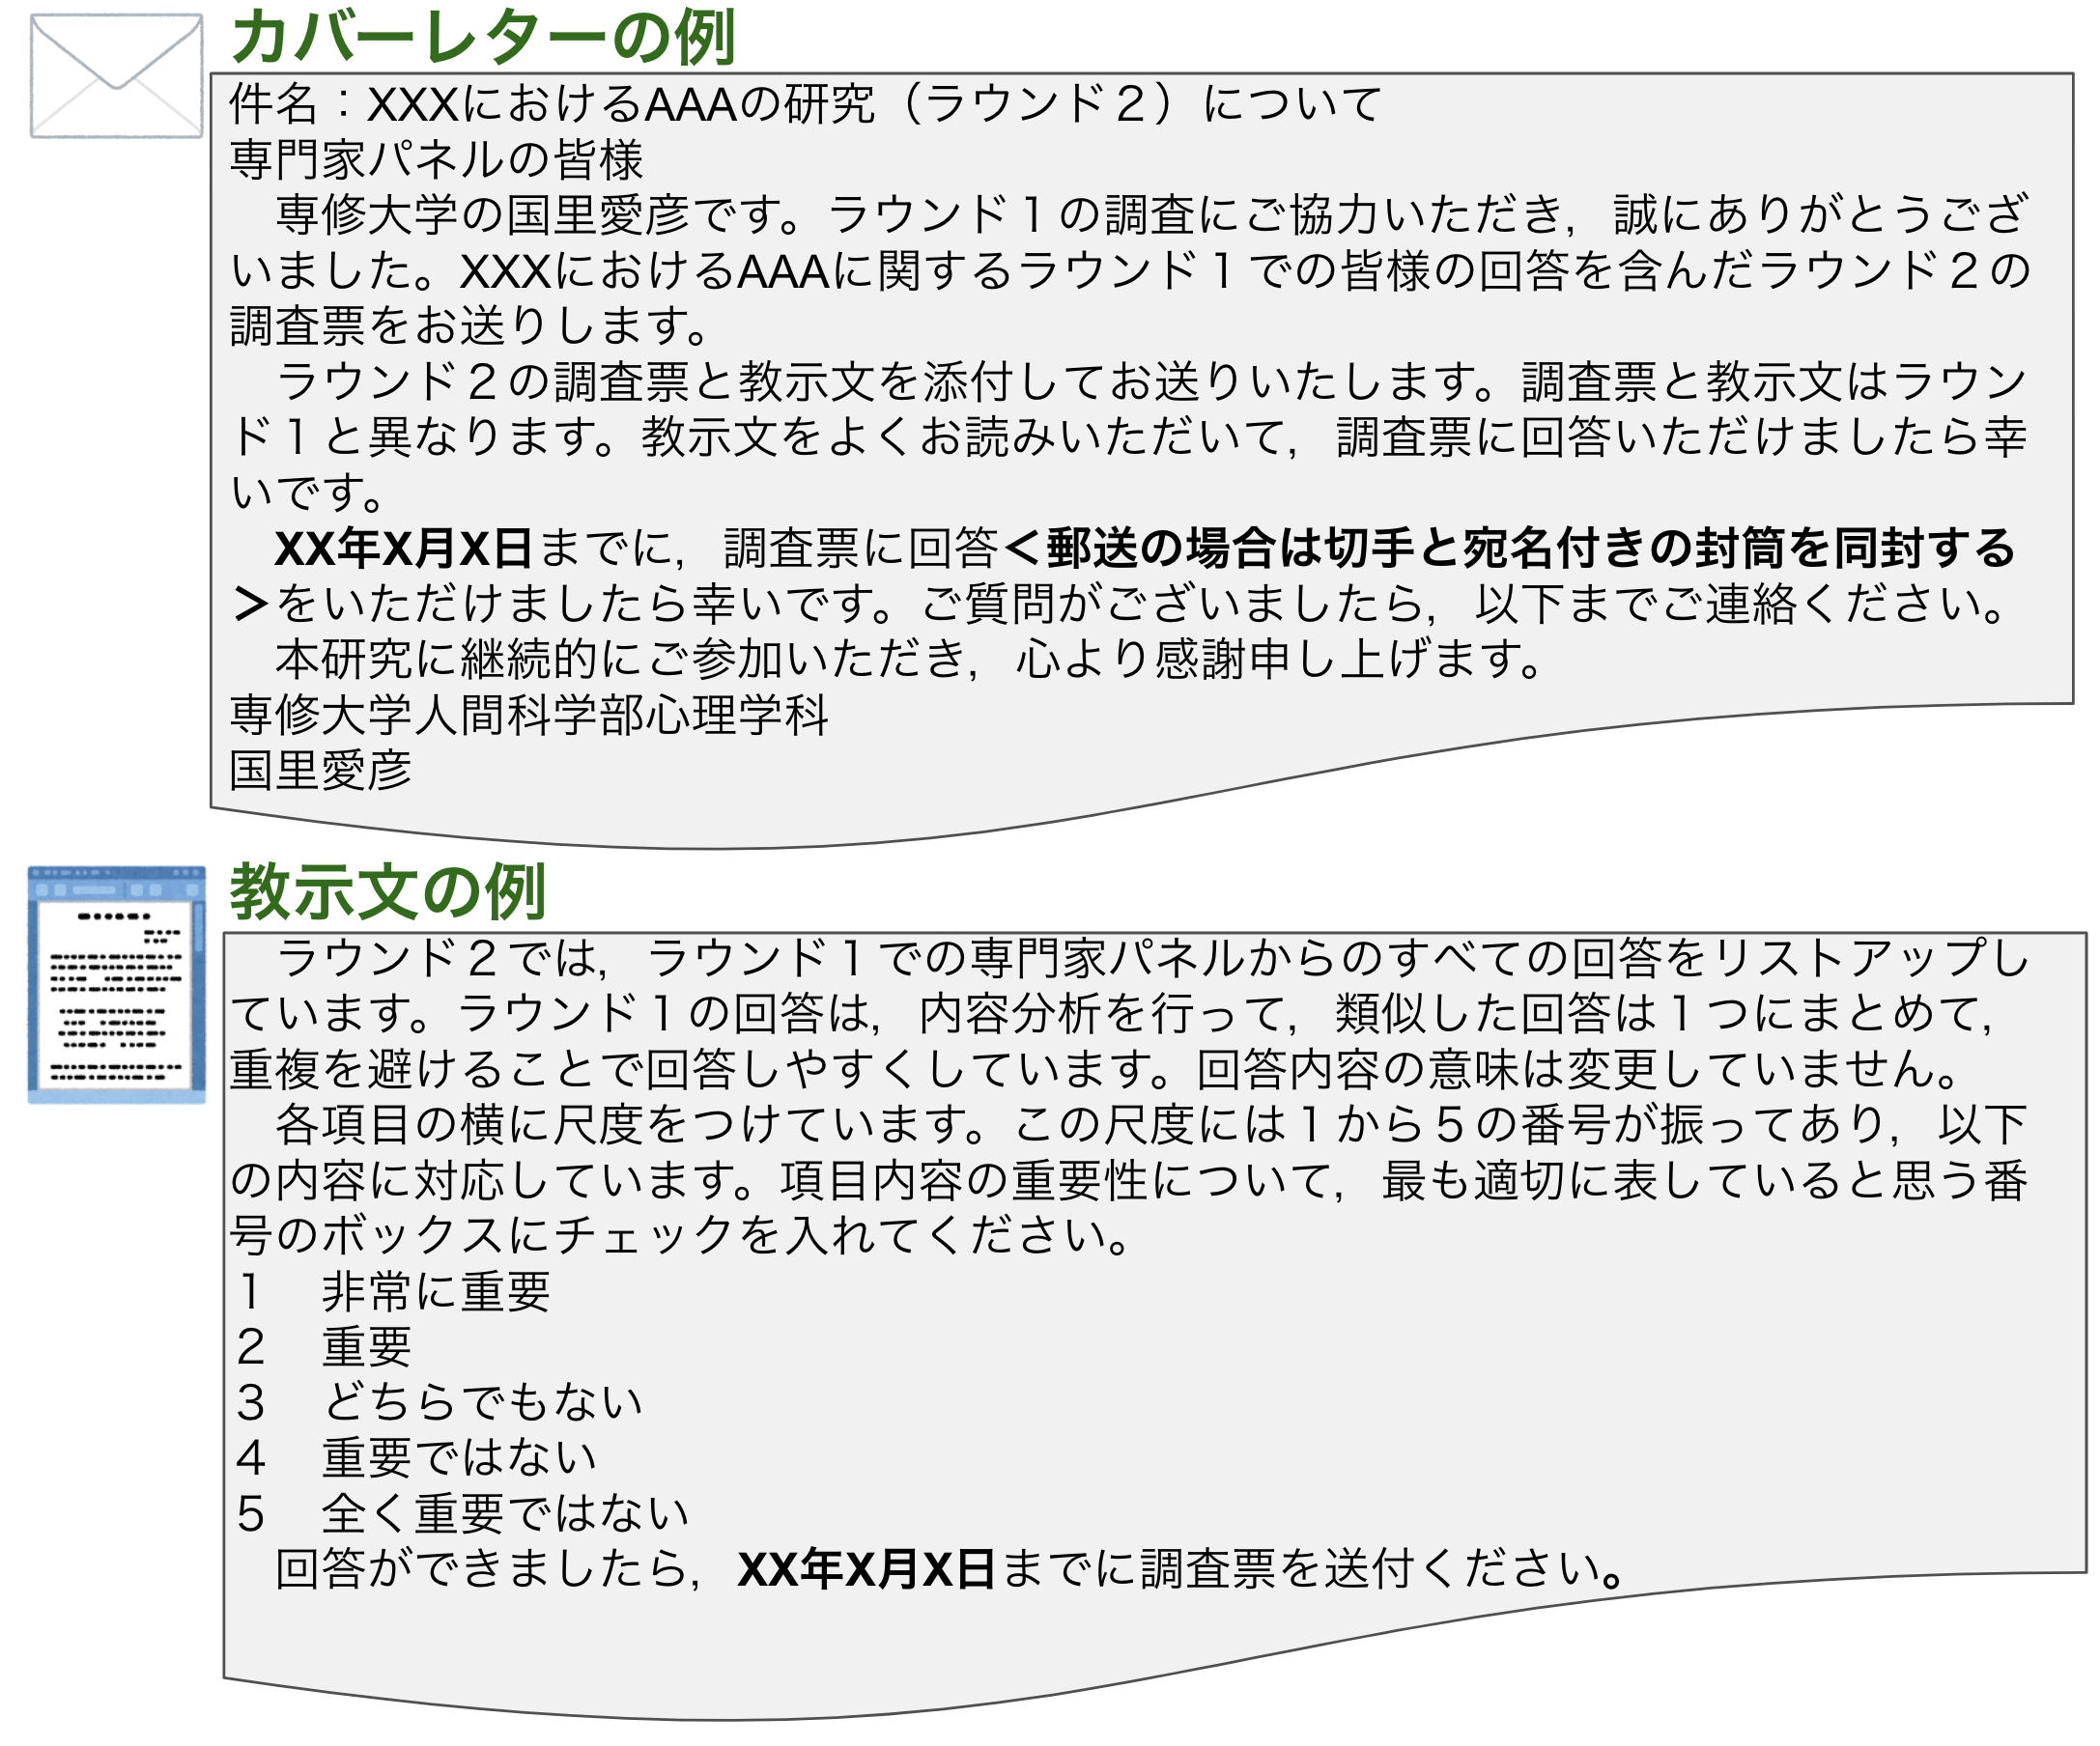 カバーレターの例
件名：XXXにおけるAAAの研究（ラウンド２）について
専門家パネルの皆様
　専修大学の国里愛彦です。ラウンド１の調査にご協力いただき，誠にありがとうござ
いました。XXXにおけるAAAに関するラウンド１での皆様の回答を含んだラウンド２の
調査票をお送りします。
　ラウンド２の調査票と教示文を添付してお送りいたします。調査票と教示文はラウン
ド１と異なります。教示文をよくお読みいただいて，調査票に回答いただけましたら幸
いです。
　XX年X月X日までに，調査票に回答＜郵送の場合は切手と宛名付きの封筒を同封する
＞をいただけましたら幸いです。ご質問がございましたら，以下までご連絡ください。
　本研究に継続的にご参加いただき，心より感謝申し上げます。
専修大学人間科学部心理学科
国里愛彦
教示文の例
　ラウンド２では，ラウンド１での専門家パネルからのすべての回答をリストアップし
ています。ラウンド１の回答は，内容分析を行って，類似した回答は１つにまとめて，
重複を避けることで回答しやすくしています。回答内容の意味は変更していません。
　各項目の横に尺度をつけています。この尺度には１から５の番号が振ってあり，以下
の内容に対応しています。項目内容の重要性について，最も適切に表していると思う番
号のボックスにチェックを入れてください。
１　非常に重要
２　重要
３　どちらでもない
４　重要ではない
５　全く重要ではない
　回答ができましたら，XX年X月X日までに調査票を送付ください。